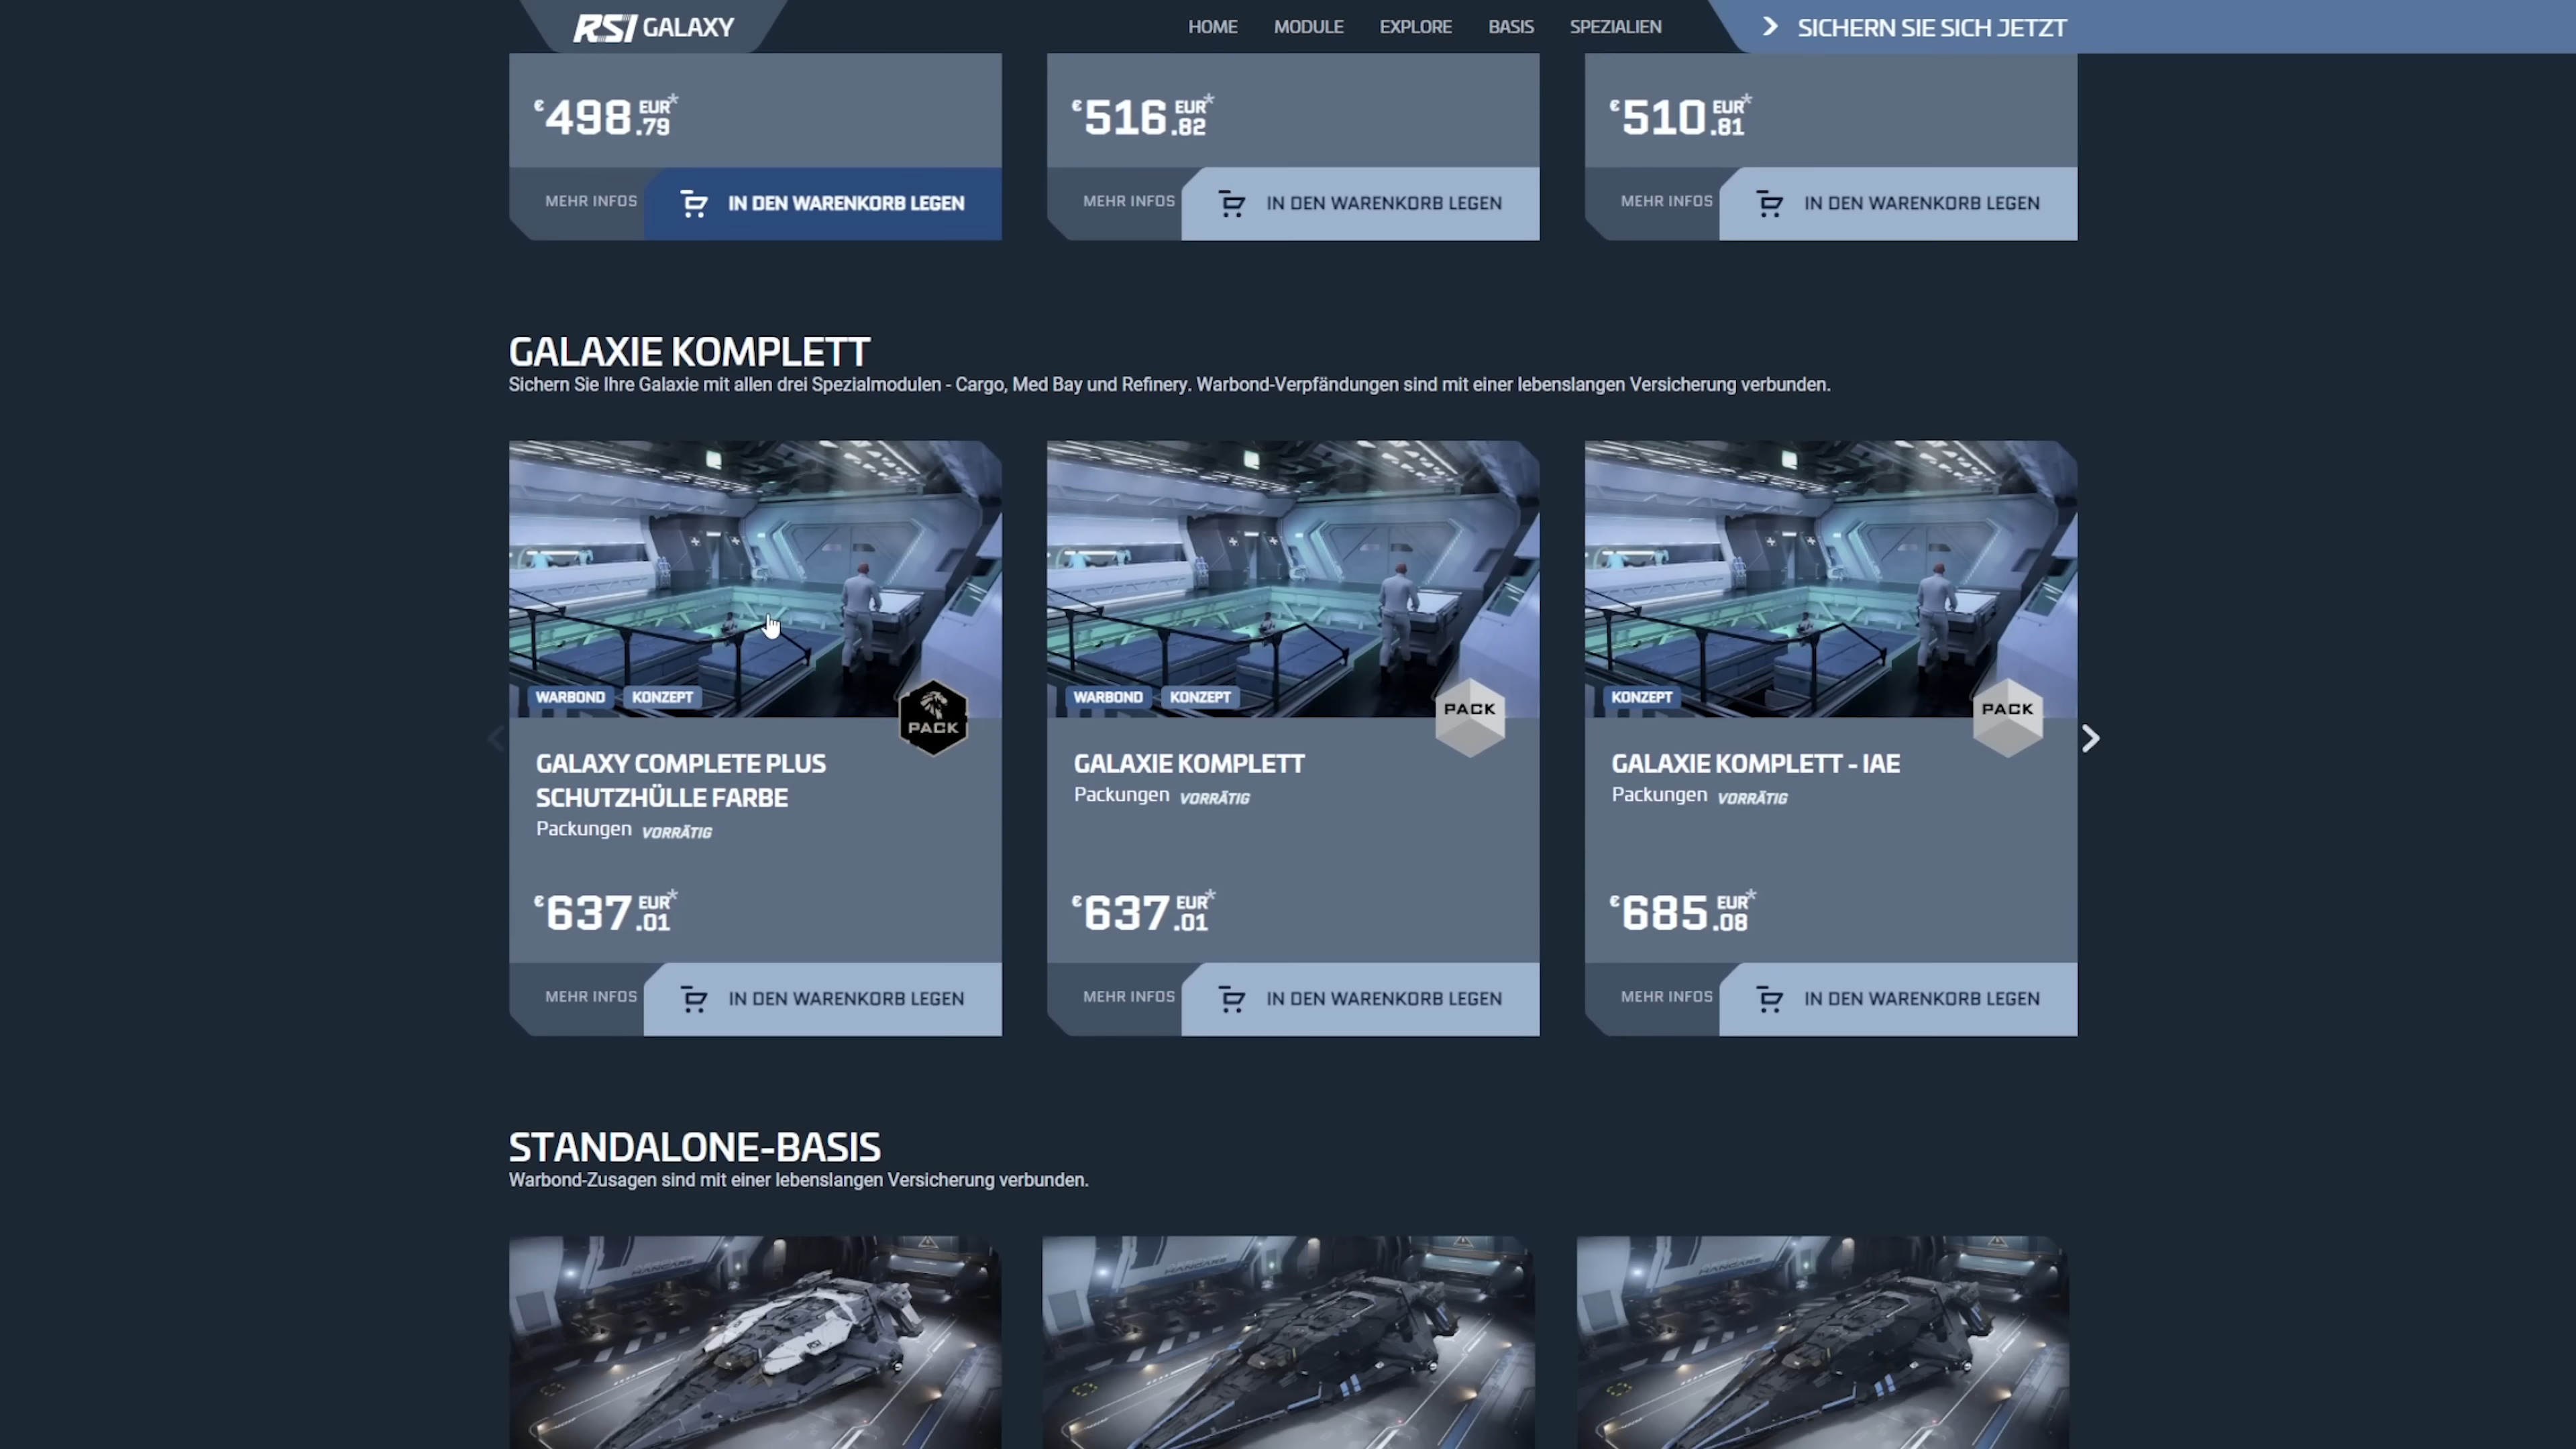 RSI GALAXY
HOME MODULE EXPLORE BASIS SPEZIALIEN
SICHERN SIE SICH JETZT
€498.79 EUR*
€516.82 EUR*
€510.81 EUR*
MEHR INFOS IN DEN WARENKORB LEGEN
MEHR INFOS IN DEN WARENKORB LEGEN
MEHR INFOS IN DEN WARENKORB LEGEN
GALAXIE KOMPLETT
Sichern Sie Ihre Galaxie mit allen drei Spezialmodulen - Cargo, Med Bay und Refinery. Warbond-Verpfändungen sind mit einer lebenslangen Versicherung verbunden.
WARBOND KONZEPT
PACK
GALAXY COMPLETE PLUS
SCHUTZHÜLLE FARBE
Packungen VORRÄTIG
€637.01 EUR*
MEHR INFOS IN DEN WARENKORB LEGEN
WARBOND KONZEPT
PACK
GALAXIE KOMPLETT
Packungen VORRÄTIG
€637.01 EUR*
MEHR INFOS IN DEN WARENKORB LEGEN
KONZEPT
PACK
GALAXIE KOMPLETT - IAE
Packungen VORRÄTIG
€685.08 EUR*
MEHR INFOS IN DEN WARENKORB LEGEN
STANDALONE-BASIS
Warbond-Zusagen sind mit einer lebenslangen Versicherung verbunden.